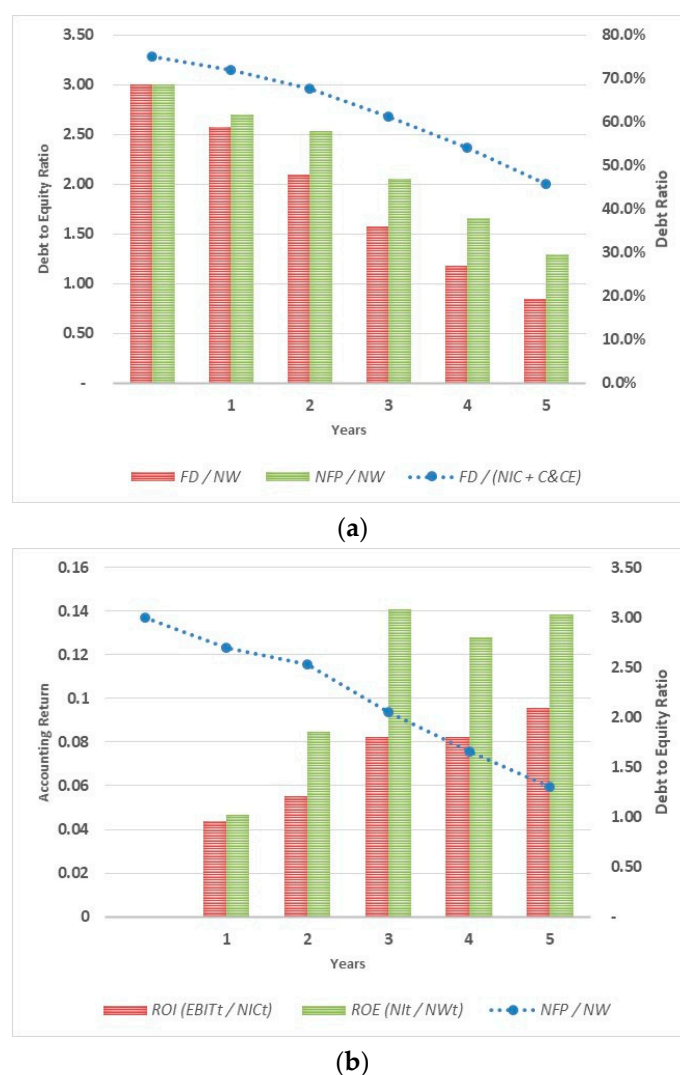 3.50
3.00
2.50
2.00
1.50
1.00
0.50
-
Debt to Equity Ratio
80.0%
70.0%
60.0%
50.0%
40.0%
30.0%
20.0%
10.0%
0.0%
Debt Ratio
1 2 3 4 5
Years
FD / NW NFP / NW FD / (NIC + C&CE)
(a)
0.16
0.14
0.12
0.1
0.08
0.06
0.04
0.02
0
Accounting Return
3.50
3.00
2.50
2.00
1.50
1.00
0.50
-
Debt to Equity Ratio
1 2 3 4 5
Years
ROI (EBITt / NICt) ROE (NIt / NWt) NFP / NW
(b)